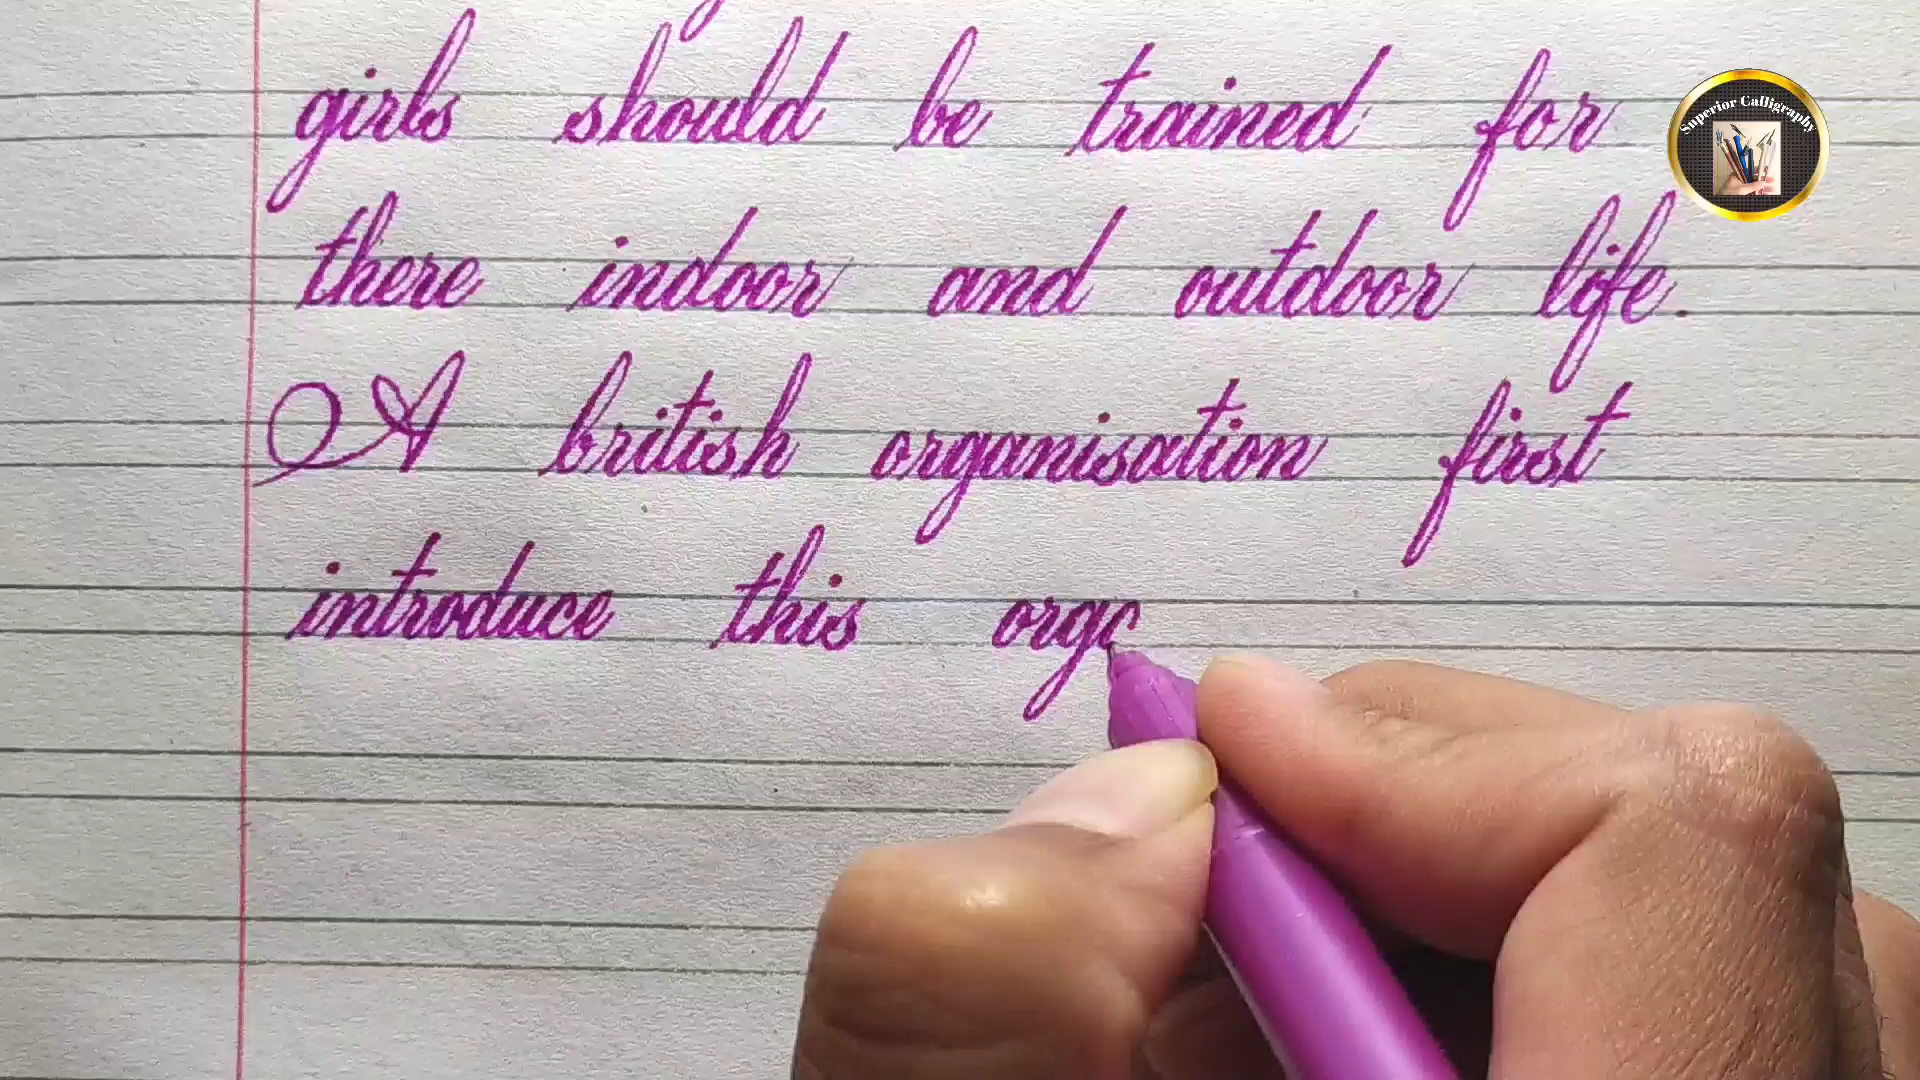 girls should be trained for
Superior Calligraphy
there indoor and outdoor life.
A british organisation first
introduce this orga